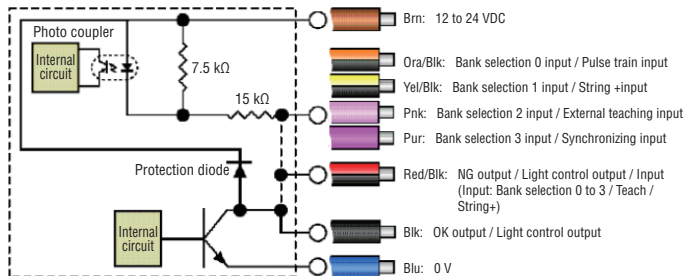 Photo coupler
Internal
circuit
7.5 kΩ
15 kΩ
Protection diode
Internal
circuit
Brn: 12 to 24 VDC
Ora/Blk: Bank selection 0 input / Pulse train input
Yel/Blk: Bank selection 1 input / String +input
Pnk: Bank selection 2 input / External teaching input
Pur: Bank selection 3 input / Synchronizing input
Red/Blk: NG output / Light control output / Input
(Input: Bank selection 0 to 3 / Teach /
String+)
Blk: OK output / Light control output
Blu: 0 V